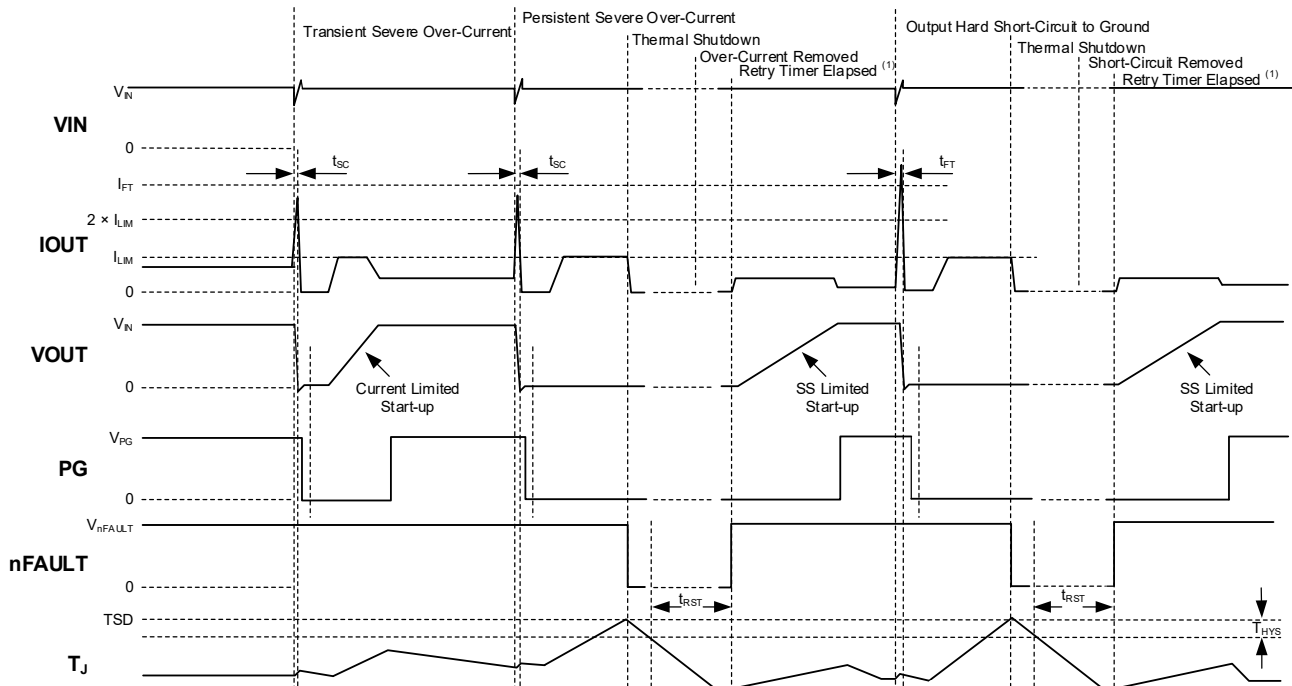 Transient Severe Over-Current
Persistent Severe Over-Current
Thermal Shutdown
Over-Current Removed
Retry Timer Elapsed (1)
Output Hard Short-Circuit to Ground
Thermal Shutdown
Short-Circuit Removed
Retry Timer Elapsed (1)
VIN
VIN
0
tSC
tSC
tFT
IOUT
IFT
2 × ILIM
ILIM
0
VOUT
VIN
0
Current Limited
Start-up
SS Limited
Start-up
SS Limited
Start-up
PG
VPG
0
nFAULT
VnFAULT
0
tRST
tRST
TSD
THYS
TJ